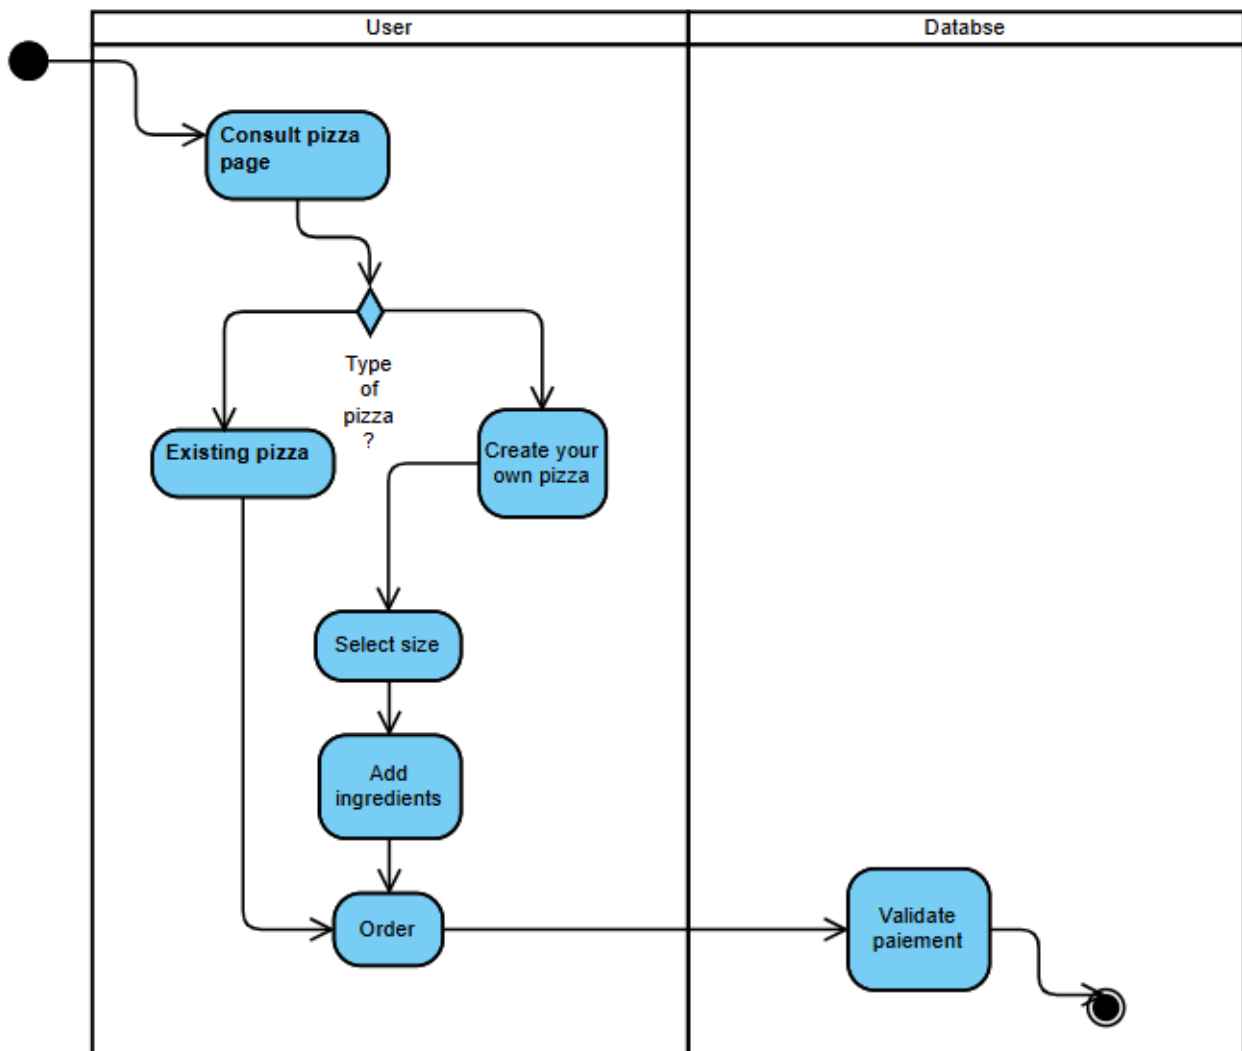 User
Databse
Consult pizza
page
Type
of
pizza
?
Existing pizza
Create your
own pizza
Select size
Add
ingredients
Order
Validate
paiement